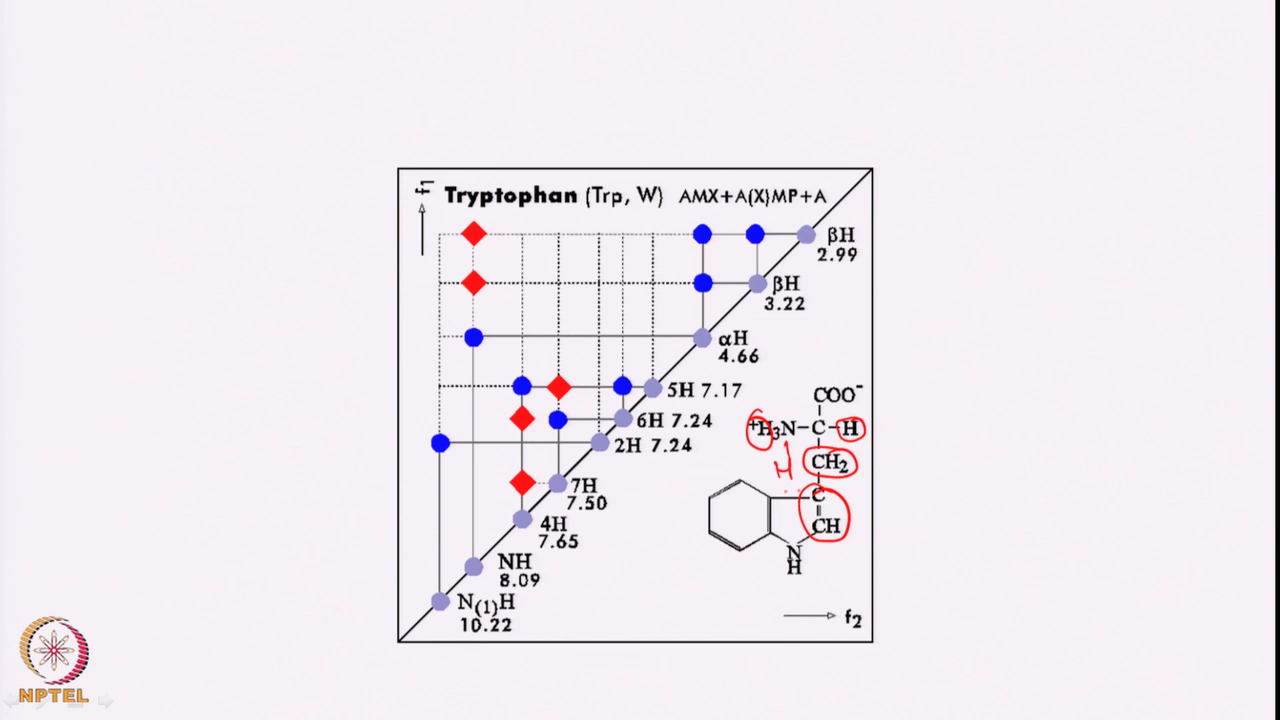 f1 Tryptophan (Trp, W) AMX+A(X)MP+A
βH
2.99
βH
3.22
αH
4.66
5H 7.17
6H 7.24
2H 7.24
7H
7.50
4H
7.65
NH
8.09
N(1)H
10.22
COO⁻
⁺H₃N–C–H
H
CH₂
C
CH
N
H
f₂
NPTEL